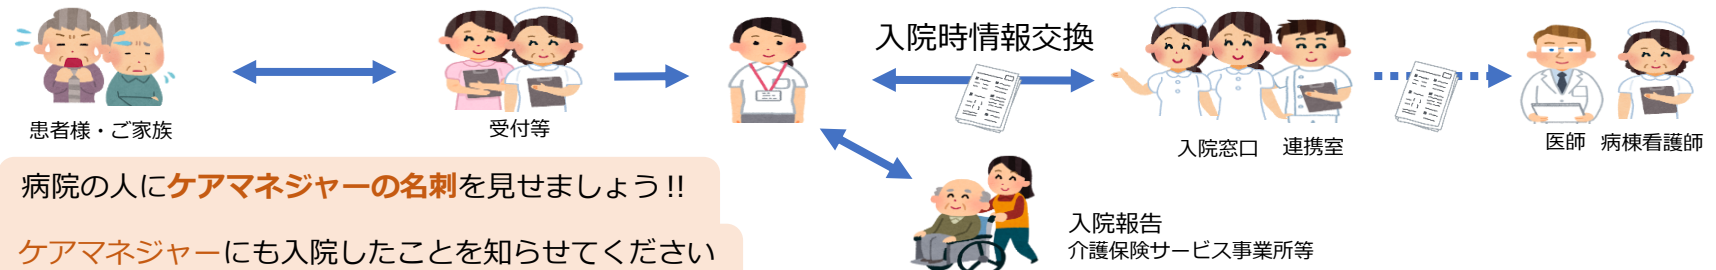 入院時情報交換
患者様・ご家族
受付等
入院窓口
連携室
医師
病棟看護師
病院の人にケアマネジャーの名刺を見せましょう!!
ケアマネジャーにも入院したことを知らせてください
入院報告
介護保険サービス事業所等